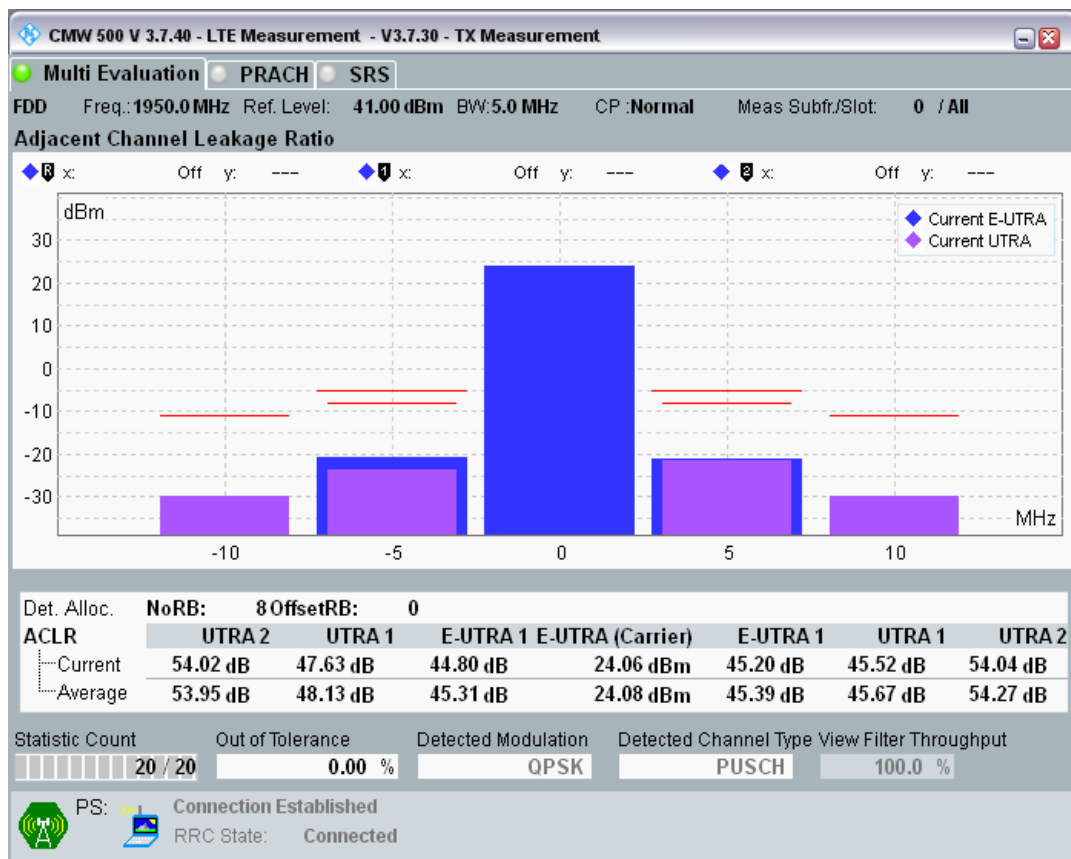 CMW 500 V 3.7.40 - LTE Measurement - V3.7.30 - TX Measurement
Multi Evaluation PRACH SRS
FDD Freq.:1950.0 MHz Ref. Level: 41.00 dBm BW:5.0 MHz CP :Normal Meas Subfr./Slot: 0 / All
Adjacent Channel Leakage Ratio
R x: Off y: --- 1 x: Off y: --- 2 x: Off y: ---
dBm
Current E-UTRA
Current UTRA
30
20
10
0
-10
-20
-30
MHz
-10 -5 0 5 10
Det. Alloc. NoRB: 8 OffsetRB: 0
ACLR UTRA 2 UTRA 1 E-UTRA 1 E-UTRA (Carrier) E-UTRA 1 UTRA 1 UTRA 2
Current 54.02 dB 47.63 dB 44.80 dB 24.06 dBm 45.20 dB 45.52 dB 54.04 dB
Average 53.95 dB 48.13 dB 45.31 dB 24.08 dBm 45.39 dB 45.67 dB 54.27 dB
Statistic Count Out of Tolerance Detected Modulation Detected Channel Type View Filter Throughput
20 / 20 0.00 % QPSK PUSCH 100.0 %
PS: Connection Established
RRC State: Connected